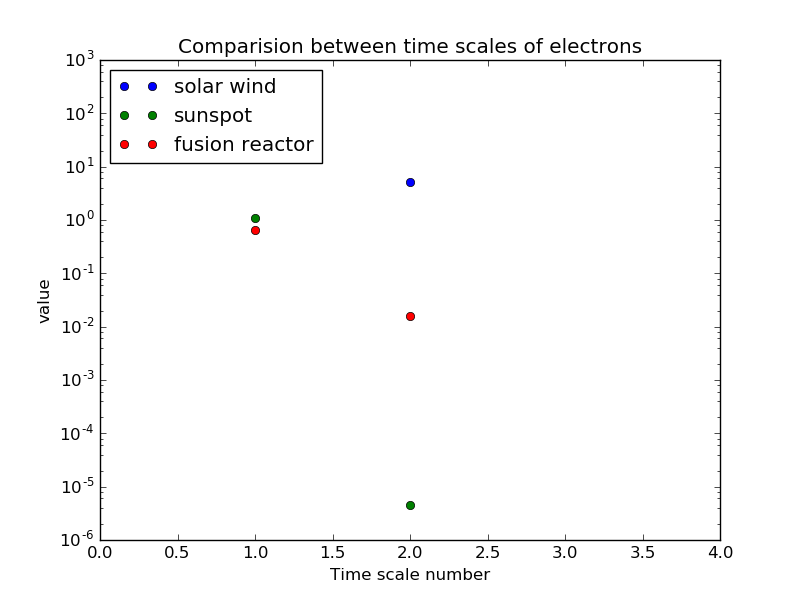 Comparision between time scales of electrons
solar wind
sunspot
fusion reactor
10^3
10^2
10^1
10^0
10^-1
10^-2
10^-3
10^-4
10^-5
10^-6
value
0.0 0.5 1.0 1.5 2.0 2.5 3.0 3.5 4.0
Time scale number